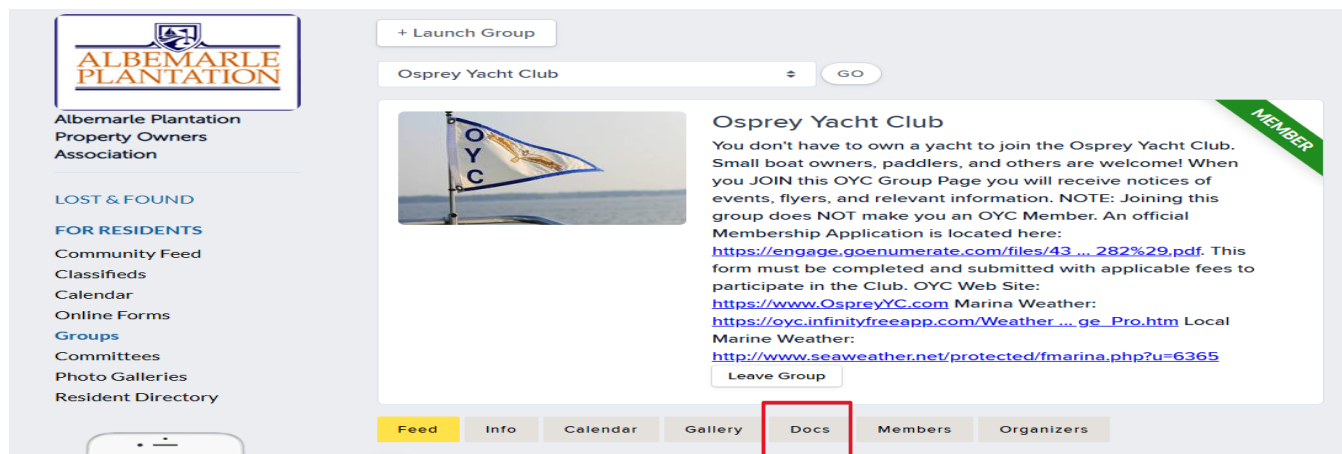 ALBEMARLE
PLANTATION
Albemarle Plantation
Property Owners
Association
LOST & FOUND
FOR RESIDENTS
Community Feed
Classifieds
Calendar
Online Forms
Groups
Committees
Photo Galleries
Resident Directory
+ Launch Group
Osprey Yacht Club
GO
O
Y
C
MEMBER
Osprey Yacht Club
You don't have to own a yacht to join the Osprey Yacht Club.
Small boat owners, paddlers, and others are welcome! When
you JOIN this OYC Group Page you will receive notices of
events, flyers, and relevant information. NOTE: Joining this
group does NOT make you an OYC Member. An official
Membership Application is located here:
https://engage.goenumerate.com/files/43 ... 282%29.pdf. This
form must be completed and submitted with applicable fees to
participate in the Club. OYC Web Site:
https://www.OspreyYC.com Marina Weather:
https://oyc.infinityfreeapp.com/Weather ... ge_Pro.htm Local
Marine Weather:
http://www.seaweather.net/protected/fmarina.php?u=6365
Leave Group
Feed Info Calendar Gallery Docs Members Organizers